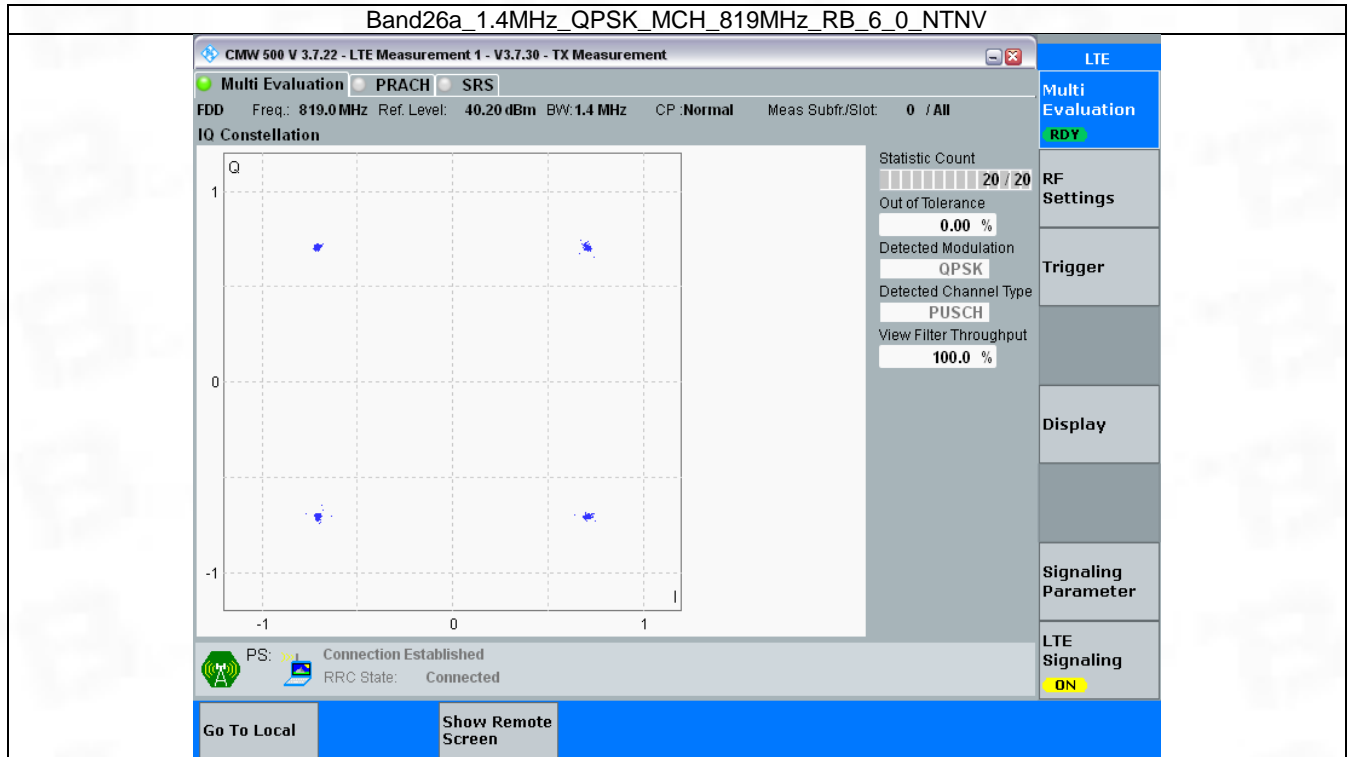 Band26a_1.4MHz_QPSK_MCH_819MHz_RB_6_0_NTNV
CMW 500 V 3.7.22 - LTE Measurement 1 - V3.7.30 - TX Measurement
LTE
Multi Evaluation PRACH SRS
FDD Freq.: 819.0 MHz Ref. Level: 40.20 dBm BW: 1.4 MHz CP :Normal Meas Subfr./Slot: 0 / All
IQ Constellation
Q
1
0
-1
I
-1 0 1
Statistic Count
20 / 20
Out of Tolerance
0.00 %
Detected Modulation
QPSK
Detected Channel Type
PUSCH
View Filter Throughput
100.0 %
Multi
Evaluation
RDY
RF
Settings
Trigger
Display
Signaling
Parameter
LTE
Signaling
ON
PS: Connection Established
RRC State: Connected
Go To Local
Show Remote
Screen